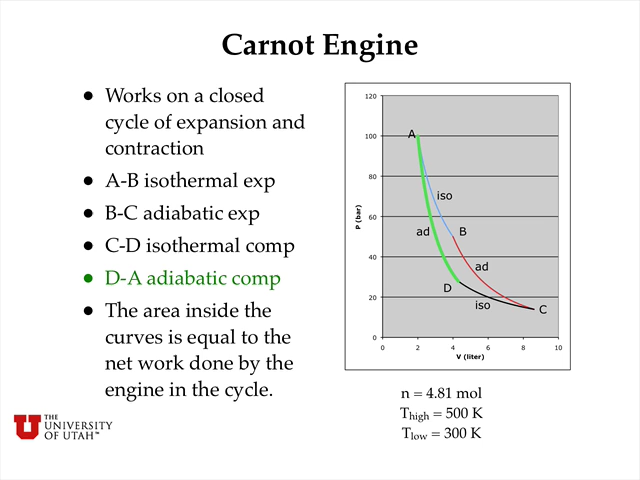 Carnot Engine
● Works on a closed
cycle of expansion and
contraction
● A-B isothermal exp
● B-C adiabatic exp
● C-D isothermal comp
● D-A adiabatic comp
● The area inside the
curves is equal to the
net work done by the
engine in the cycle.
120
100
80
60
40
20
0
P (bar)
A
iso
ad
B
ad
D
iso
C
0 2 4 6 8 10
V (liter)
n = 4.81 mol
Thigh = 500 K
Tlow = 300 K
THE
UNIVERSITY
OF UTAH™